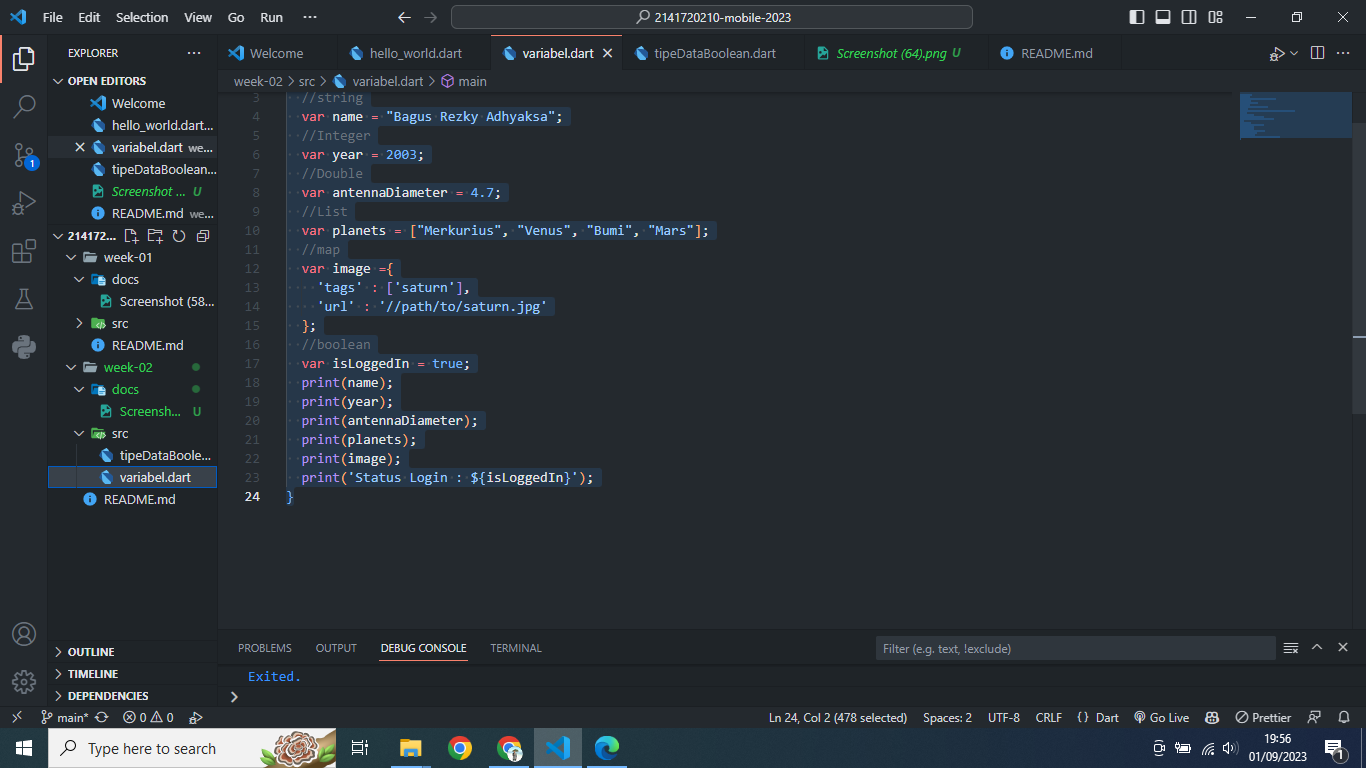 File Edit Selection View Go Run ··· 2141720210-mobile-2023
EXPLORER ···
OPEN EDITORS
Welcome
hello_world.dart...
variabel.dart we...
tipeDataBoolean...
Screenshot ... U
README.md we...
214172...
week-01
docs
Screenshot (58...
src
README.md
week-02
docs
Screensh... U
src
tipeDataBoole...
variabel.dart
README.md
OUTLINE
TIMELINE
DEPENDENCIES
1
Welcome hello_world.dart variabel.dart tipeDataBoolean.dart Screenshot (64).png U README.md ···
week-02 > src > variabel.dart > main
3 //string
4 var name = "Bagus Rezky Adhyaksa";
5 //Integer
6 var year = 2003;
7 //Double
8 var antennaDiameter = 4.7;
9 //List
10 var planets = ["Merkurius", "Venus", "Bumi", "Mars"];
11 //map
12 var image ={
13 'tags' : ['saturn'],
14 'url' : '//path/to/saturn.jpg'
15 };
16 //boolean
17 var isLoggedIn = true;
18 print(name);
19 print(year);
20 print(antennaDiameter);
21 print(planets);
22 print(image);
23 print('Status Login : ${isLoggedIn}');
24 }
PROBLEMS OUTPUT DEBUG CONSOLE TERMINAL Filter (e.g. text, !exclude)
Exited.
>
main* 0 0 Ln 24, Col 2 (478 selected) Spaces: 2 UTF-8 CRLF {} Dart Go Live Prettier
Type here to search
19:56
01/09/2023
1